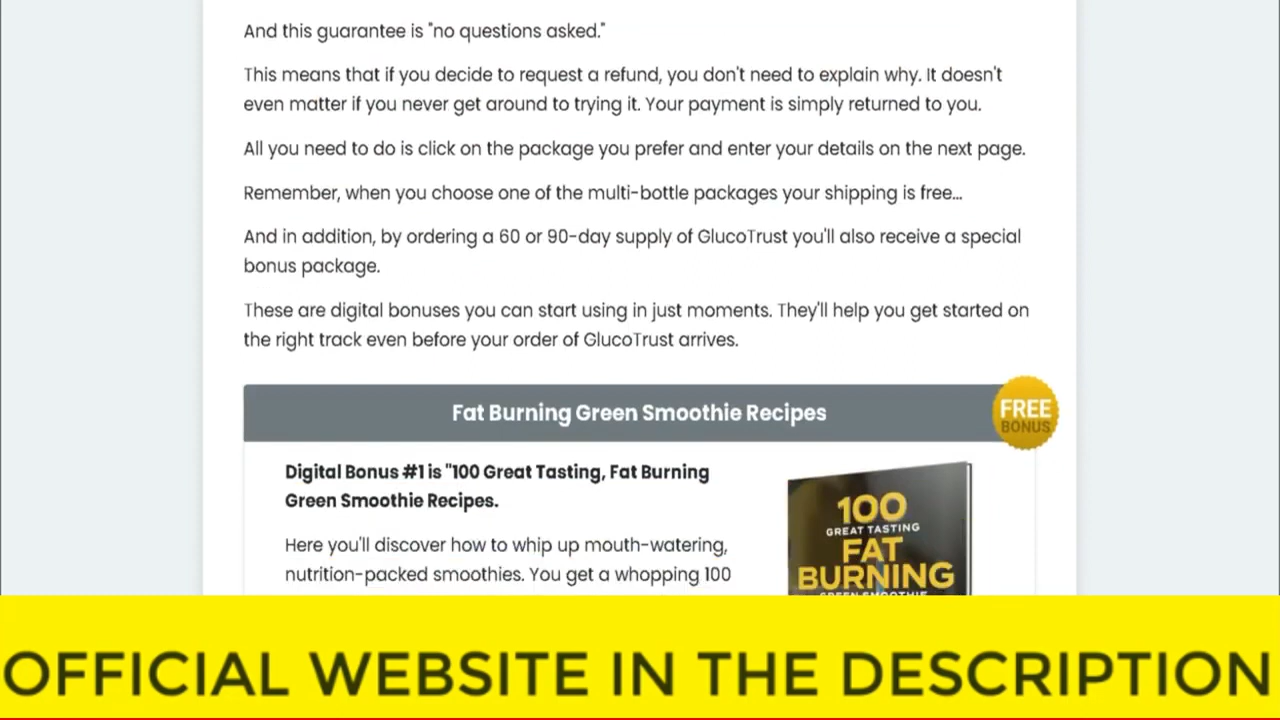 And this guarantee is "no questions asked."
This means that if you decide to request a refund, you don't need to explain why. It doesn't
even matter if you never get around to trying it. Your payment is simply returned to you.
All you need to do is click on the package you prefer and enter your details on the next page.
Remember, when you choose one of the multi-bottle packages your shipping is free...
And in addition, by ordering a 60 or 90-day supply of GlucoTrust you'll also receive a special
bonus package.
These are digital bonuses you can start using in just moments. They'll help you get started on
the right track even before your order of GlucoTrust arrives.
Fat Burning Green Smoothie Recipes
FREE
BONUS
Digital Bonus #1 is "100 Great Tasting, Fat Burning
Green Smoothie Recipes.
Here you'll discover how to whip up mouth-watering,
nutrition-packed smoothies. You get a whopping 100
100
GREAT TASTING
FAT
BURNING
GREEN SMOOTHIE
OFFICIAL WEBSITE IN THE DESCRIPTION